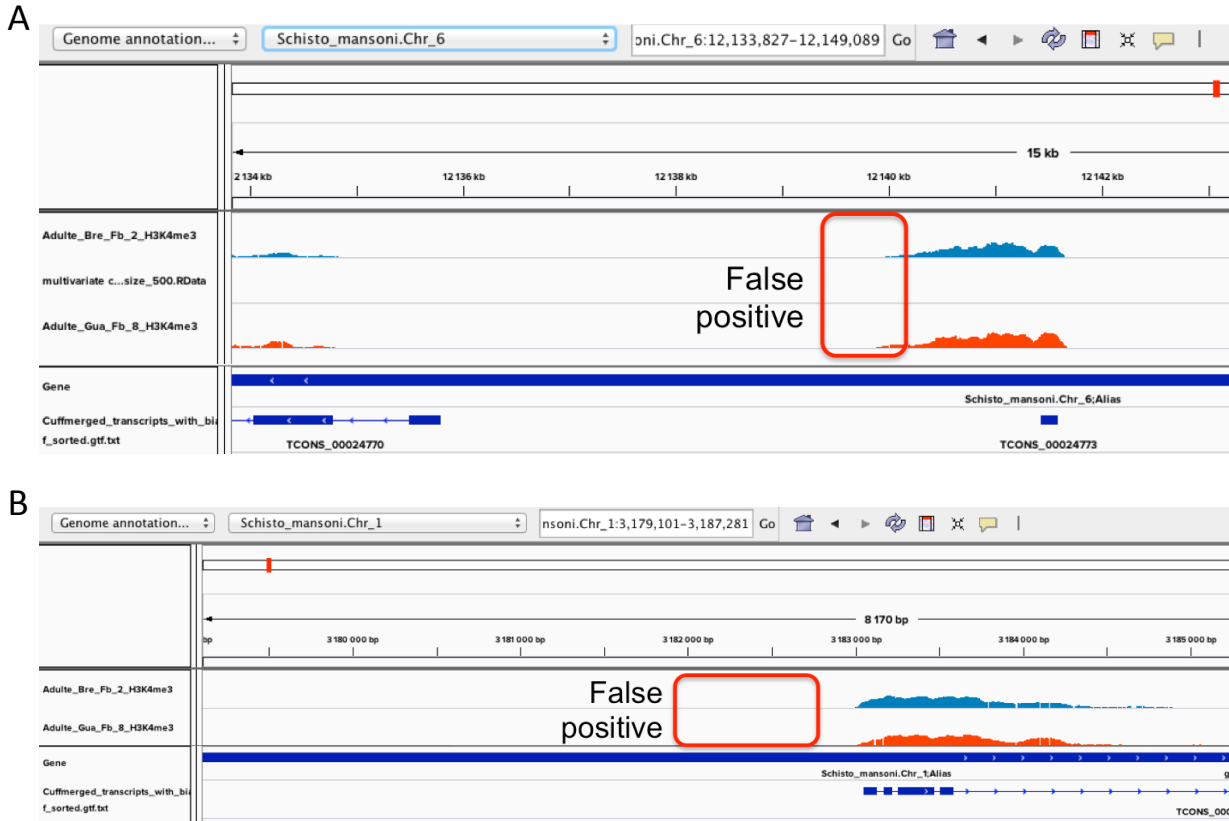 A
Genome annotation... Schisto_mansoni.Chr_6 oni.Chr_6:12,133,827–12,149,089 Go
15 kb
2 134 kb 12 136 kb 12 138 kb 12 140 kb 12 142 kb
Adulte_Bre_Fb_2_H3K4me3
multivariate c...size_500.RData
Adulte_Gua_Fb_8_H3K4me3
False
positive
Gene
Schisto_mansoni.Chr_6;Alias
Cuffmerged_transcripts_with_bia
f_sorted.gtf.txt
TCONS_00024770 TCONS_00024773
B
Genome annotation... Schisto_mansoni.Chr_1 nsoni.Chr_1:3,179,101–3,187,281 Go
8 170 bp
bp 3 180 000 bp 3 181 000 bp 3 182 000 bp 3 183 000 bp 3 184 000 bp 3 185 000 bp
Adulte_Bre_Fb_2_H3K4me3
Adulte_Gua_Fb_8_H3K4me3
False
positive
Gene
Schisto_mansoni.Chr_1;Alias g
Cuffmerged_transcripts_with_bia
f_sorted.gtf.txt
TCONS_000